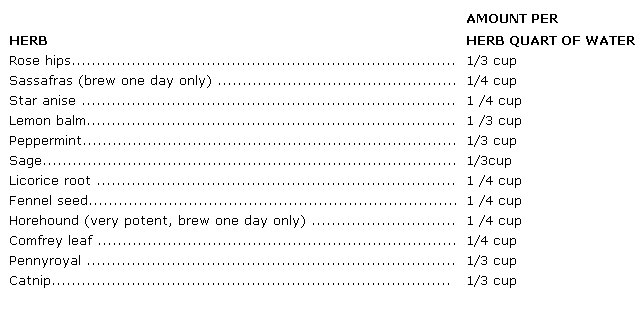 AMOUNT PER
HERB HERB QUART OF WATER
Rose hips.................................................................................. 1/3 cup
Sassafras (brew one day only) ................................................... 1/4 cup
Star anise ................................................................................ 1 /4 cup
Lemon balm............................................................................... 1 /3 cup
Peppermint................................................................................ 1/3 cup
Sage........................................................................................ 1/3cup
Licorice root ............................................................................. 1 /4 cup
Fennel seed............................................................................... 1 /4 cup
Horehound (very potent, brew one day only) ............................... 1 /4 cup
Comfrey leaf ............................................................................. 1/4 cup
Pennyroyal ............................................................................... 1/3 cup
Catnip...................................................................................... 1/3 cup